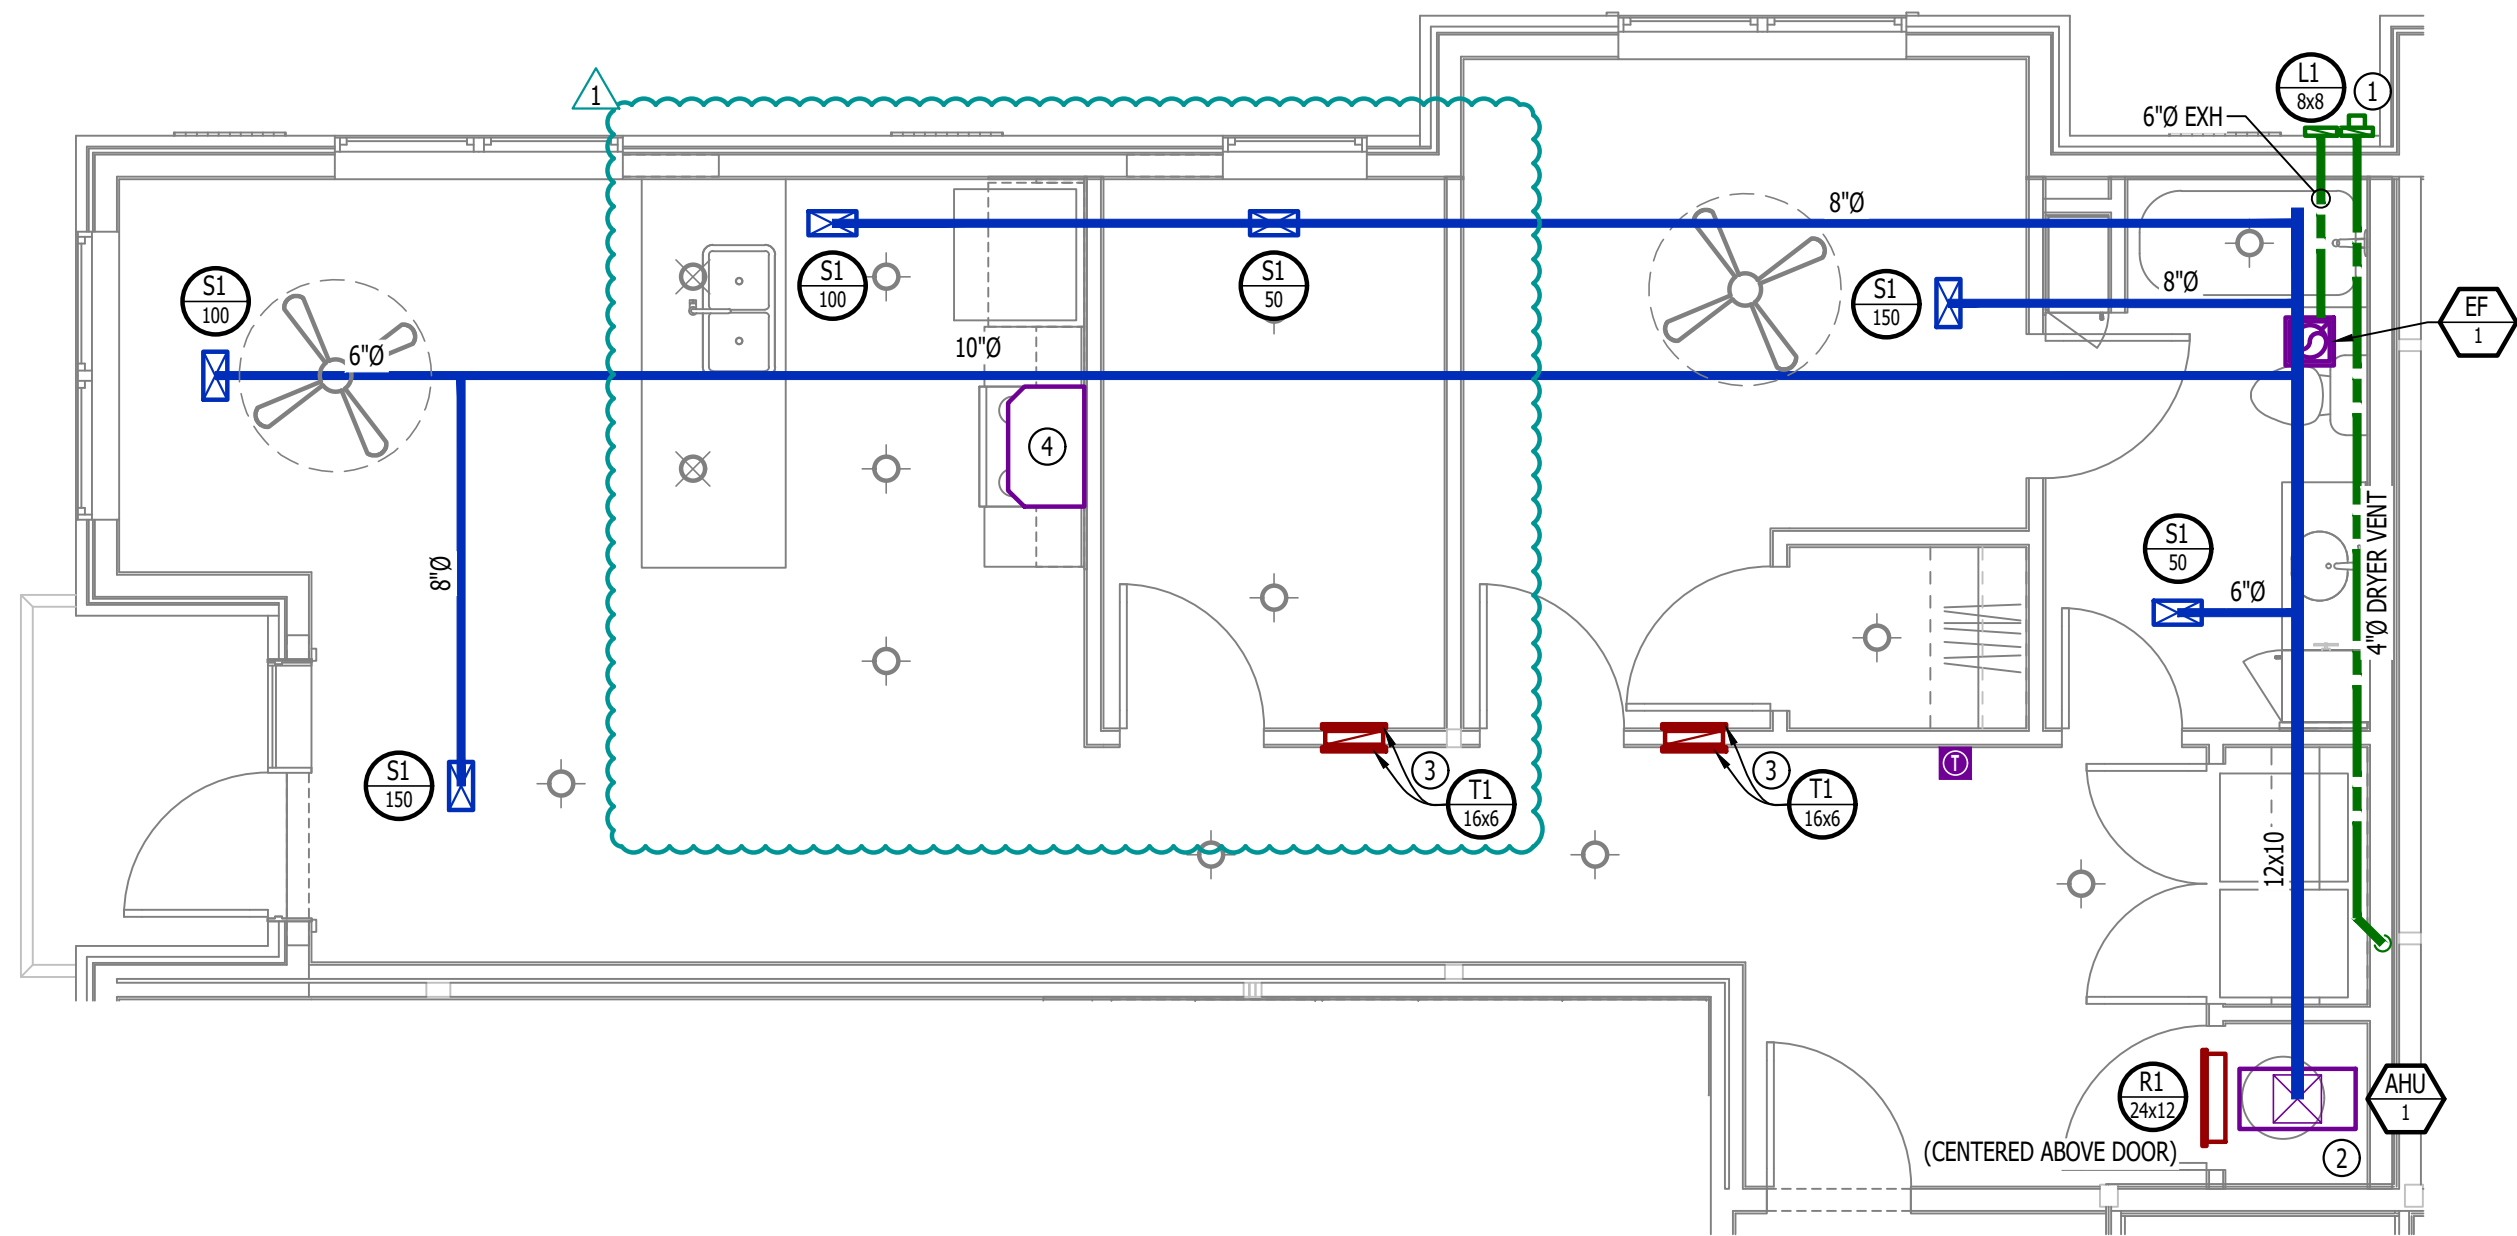 1
L1
8x8
1
6"Ø EXH
8"Ø
S1
100
S1
100
S1
50
S1
150
8"Ø
EF
1
6"Ø
10"Ø
4
S1
50
6"Ø
8"Ø
4"Ø DRYER VENT
S1
150
3
T1
16x6
3
T1
16x6
T
12x10
R1
24x12
AHU
1
(CENTERED ABOVE DOOR)
2